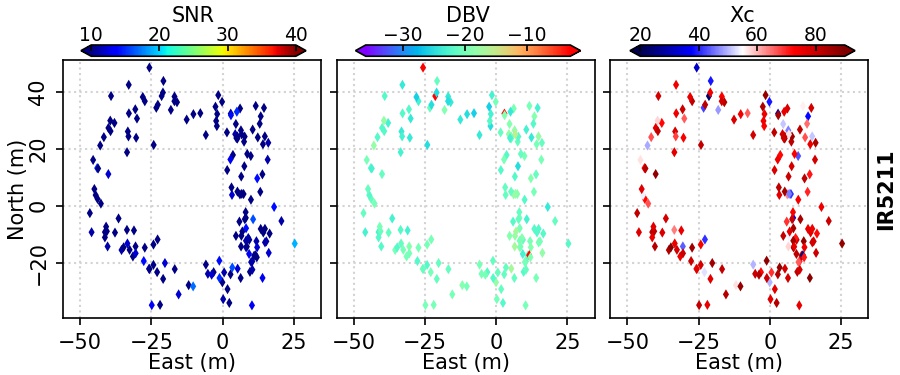 SNR DBV Xc
10 20 30 40 −30 −20 −10 20 40 60 80
40
20
0
−20
North (m)
IR5211
−50 −25 0 25 −50 −25 0 25 −50 −25 0 25
East (m) East (m) East (m)